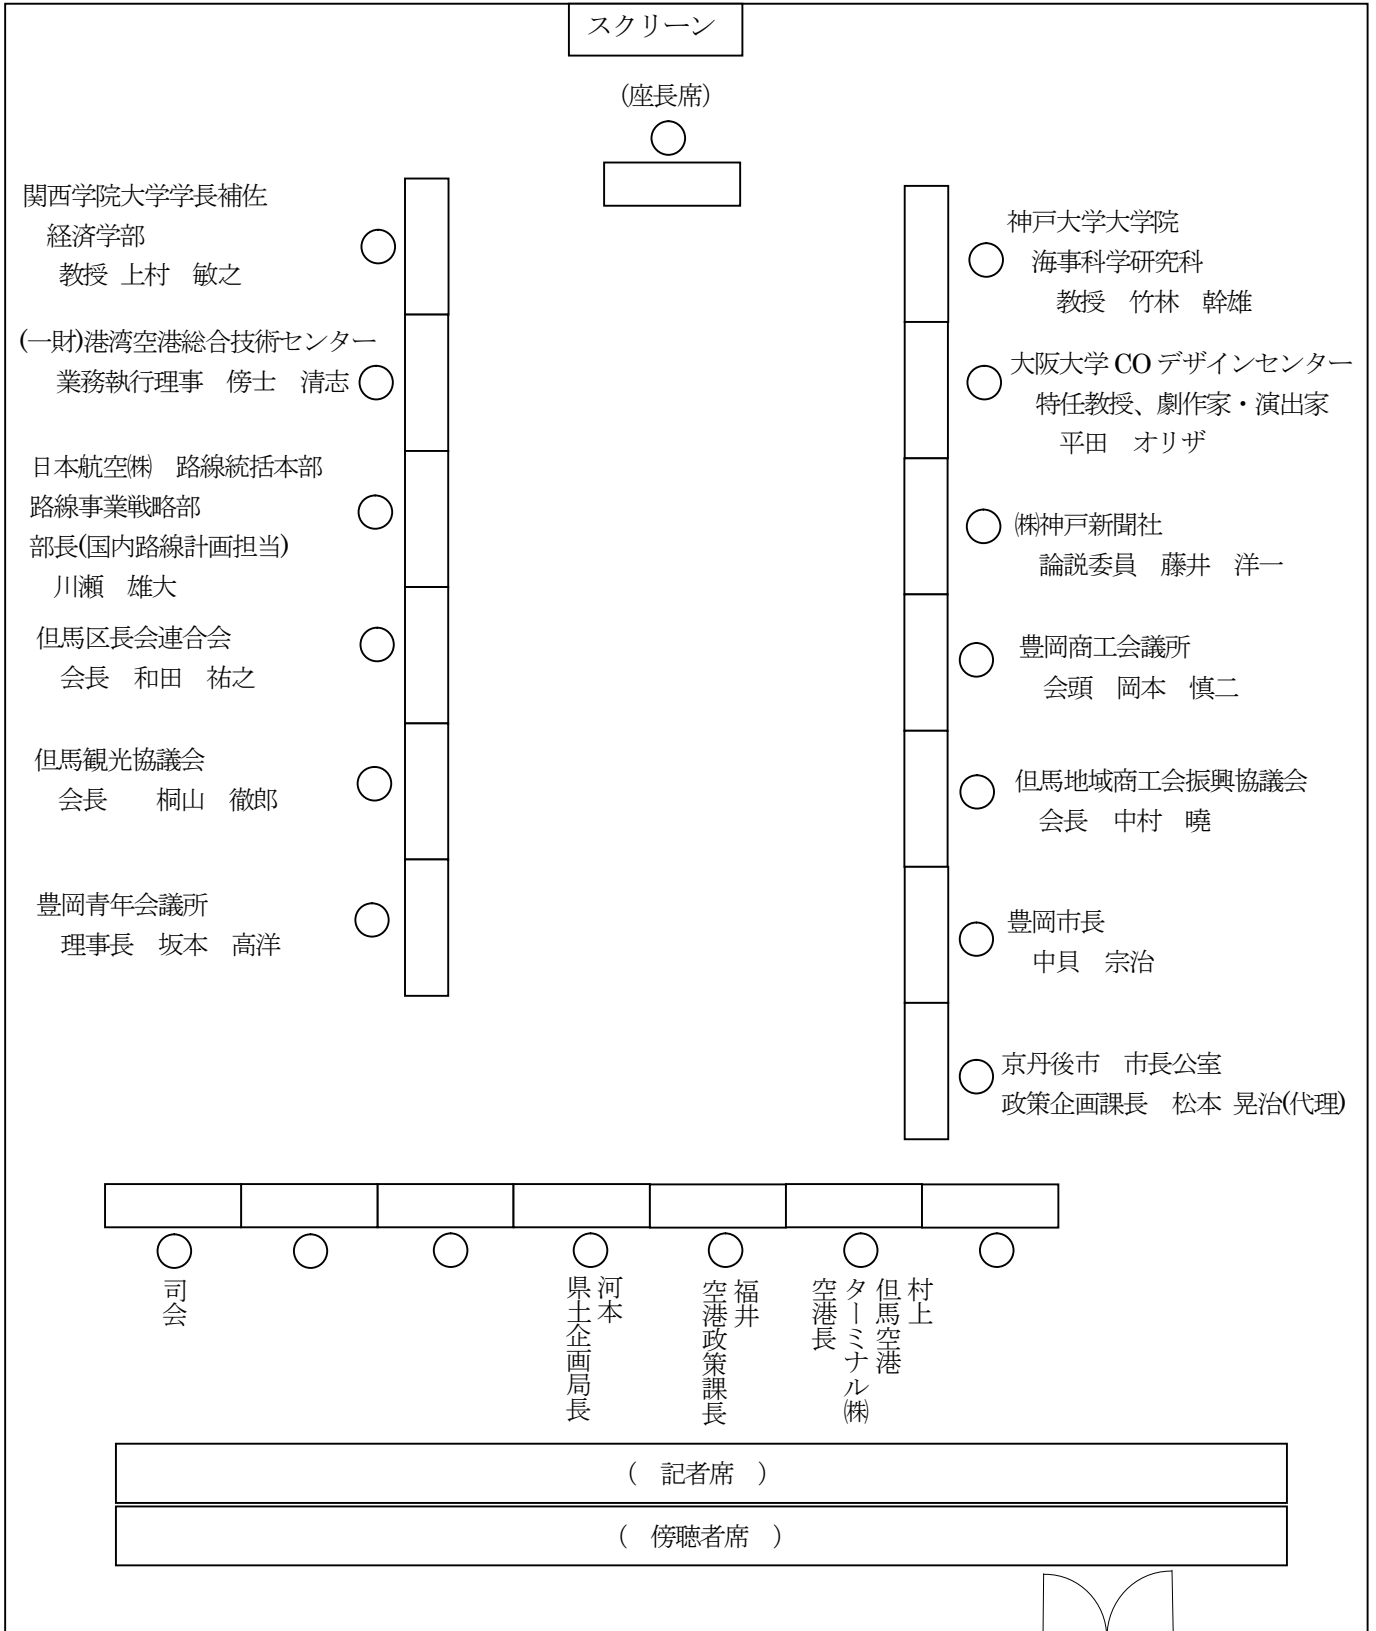 スクリーン
(座長席)
関西学院大学学長補佐
経済学部
教授 上村 敏之
(一財)港湾空港総合技術センター
業務執行理事 傍士 清志
日本航空㈱ 路線統括本部
路線事業戦略部
部長(国内路線計画担当)
川瀬 雄大
但馬区長会連合会
会長 和田 祐之
但馬観光協議会
会長 桐山 徹郎
豊岡青年会議所
理事長 坂本 高洋
神戸大学大学院
海事科学研究科
教授 竹林 幹雄
大阪大学 CO デザインセンター
特任教授、劇作家・演出家
平田 オリザ
㈱神戸新聞社
論説委員 藤井 洋一
豊岡商工会議所
会頭 岡本 慎二
但馬地域商工会振興協議会
会長 中村 曉
豊岡市長
中貝 宗治
京丹後市 市長公室
政策企画課長 松本 晃治(代理)
司会
河本
県土企画局長
福井
空港政策課長
村上
但馬空港
ターミナル㈱
空港長
( 記者席 )
( 傍聴者席 )